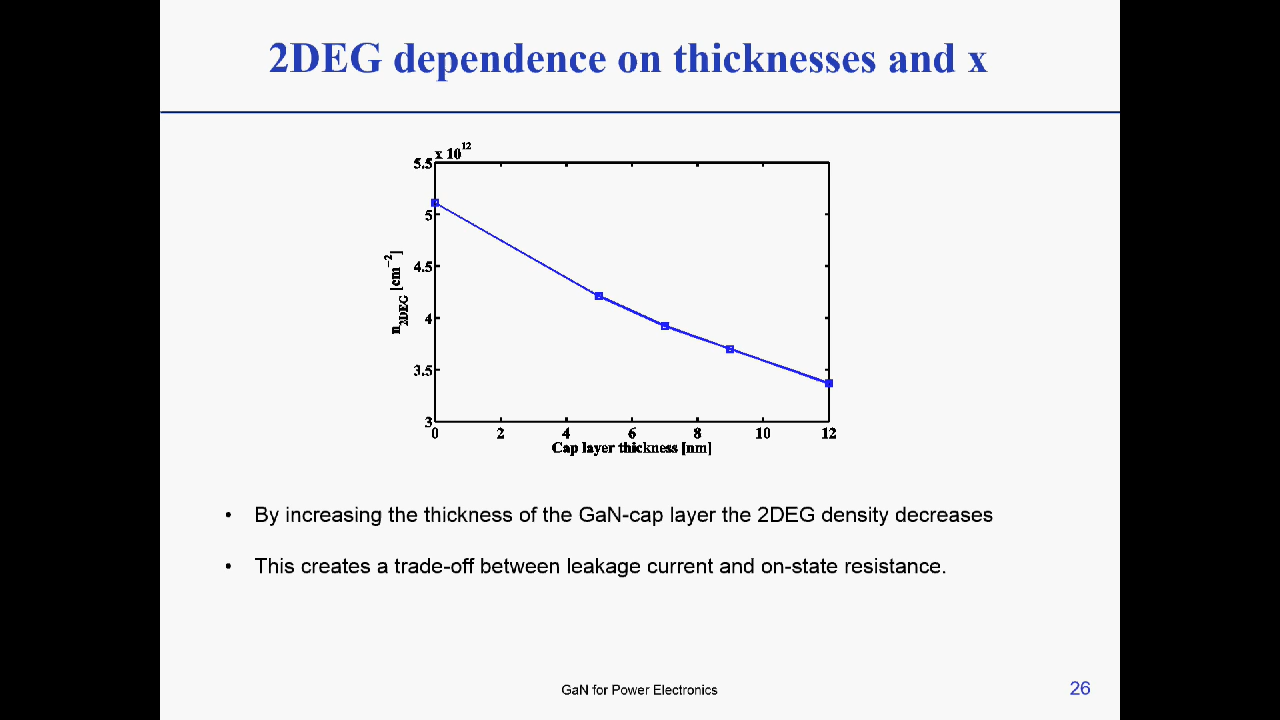 2DEG dependence on thicknesses and x
x 10^12
5.5
5
4.5
4
3.5
3
n_2DEG [cm^-2]
0 2 4 6 8 10 12
Cap layer thickness [nm]
• By increasing the thickness of the GaN-cap layer the 2DEG density decreases
• This creates a trade-off between leakage current and on-state resistance.
GaN for Power Electronics
26